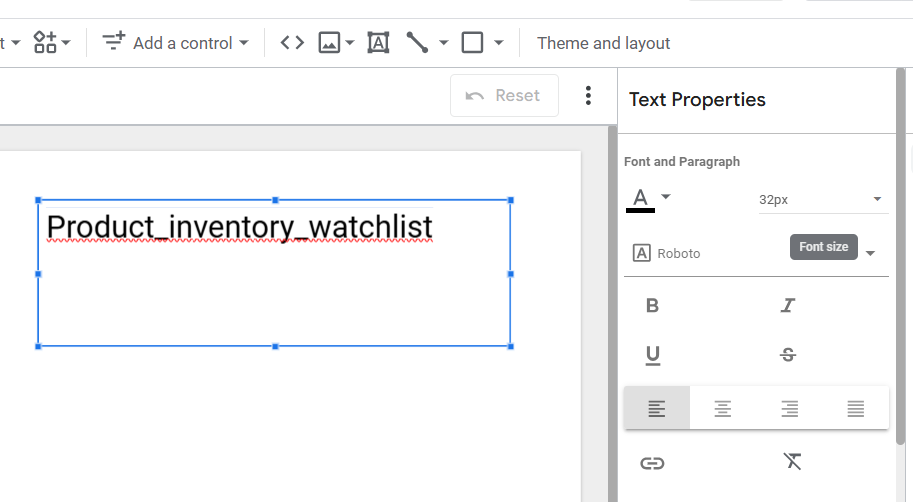 t Add a control Theme and layout
Reset
Text Properties
Font and Paragraph
A 32px
Product_inventory_watchlist
A Roboto Font size
B I
U S